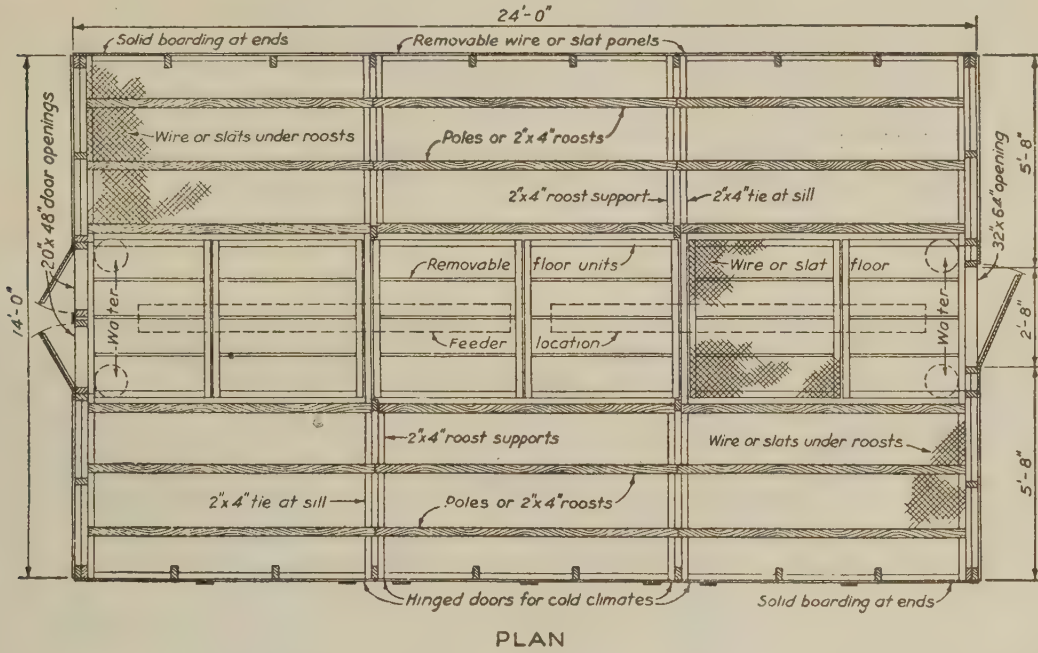 24'-0"
Solid boarding at ends
Removable wire or slat panels
Wire or slats under roosts
Poles or 2"x4" roosts
2"x4" roost support
2"x4" tie at sill
20"x48" door openings
14'-0"
5'-8"
32"x64" opening
2'-8"
5'-8"
Water
Removable floor units
Wire or slat floor
Feeder location
Water
2"x4" roost supports
Wire or slats under roosts
2"x4" tie at sill
Poles or 2"x4" roosts
Hinged doors for cold climates
Solid boarding at ends
PLAN